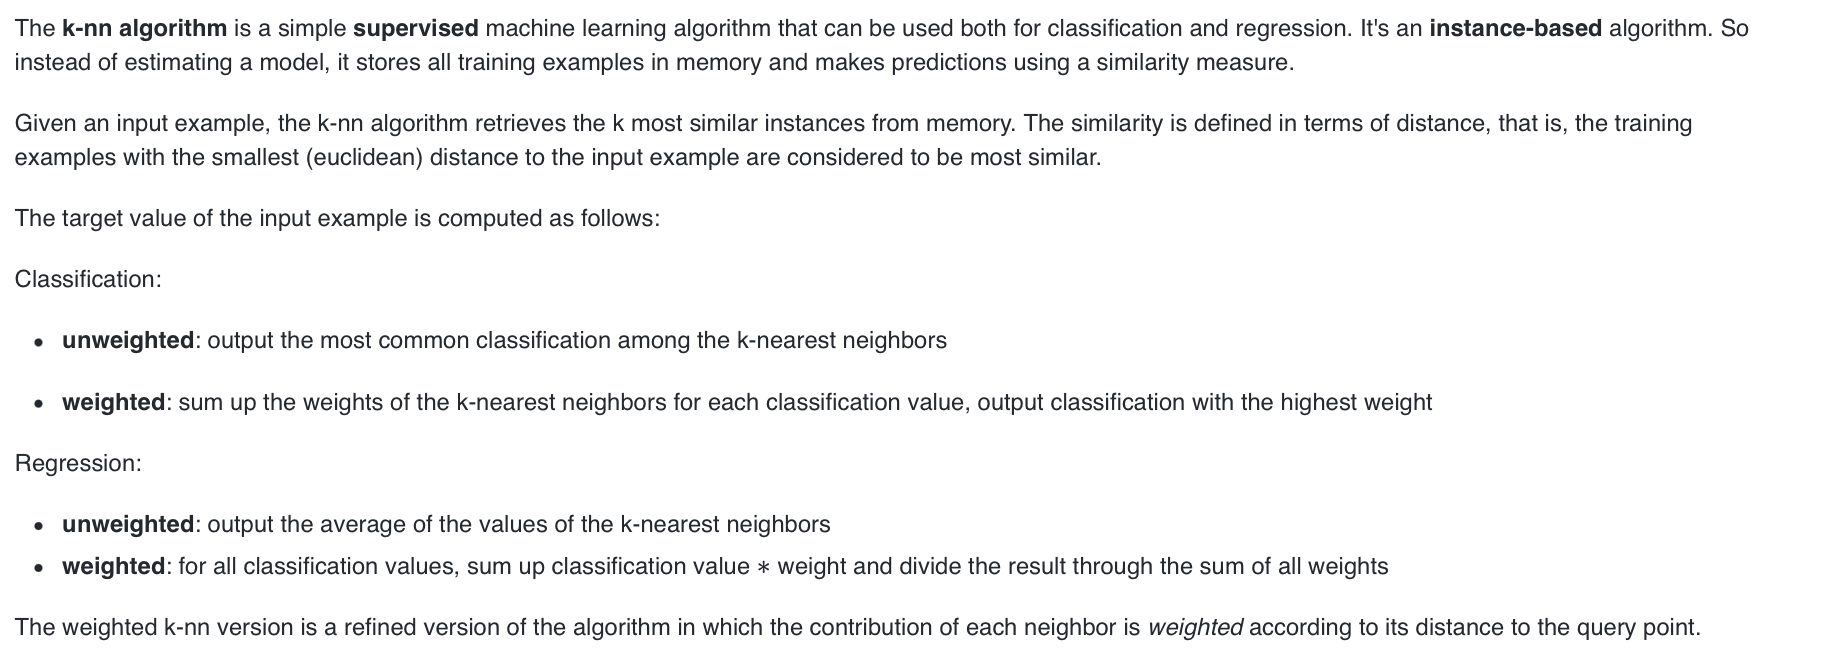 The k-nn algorithm is a simple supervised machine learning algorithm that can be used both for classification and regression. It's an instance-based algorithm. So
instead of estimating a model, it stores all training examples in memory and makes predictions using a similarity measure.
Given an input example, the k-nn algorithm retrieves the k most similar instances from memory. The similarity is defined in terms of distance, that is, the training
examples with the smallest (euclidean) distance to the input example are considered to be most similar.
The target value of the input example is computed as follows:
Classification:
• unweighted: output the most common classification among the k-nearest neighbors
• weighted: sum up the weights of the k-nearest neighbors for each classification value, output classification with the highest weight
Regression:
• unweighted: output the average of the values of the k-nearest neighbors
• weighted: for all classification values, sum up classification value ∗ weight and divide the result through the sum of all weights
The weighted k-nn version is a refined version of the algorithm in which the contribution of each neighbor is weighted according to its distance to the query point.